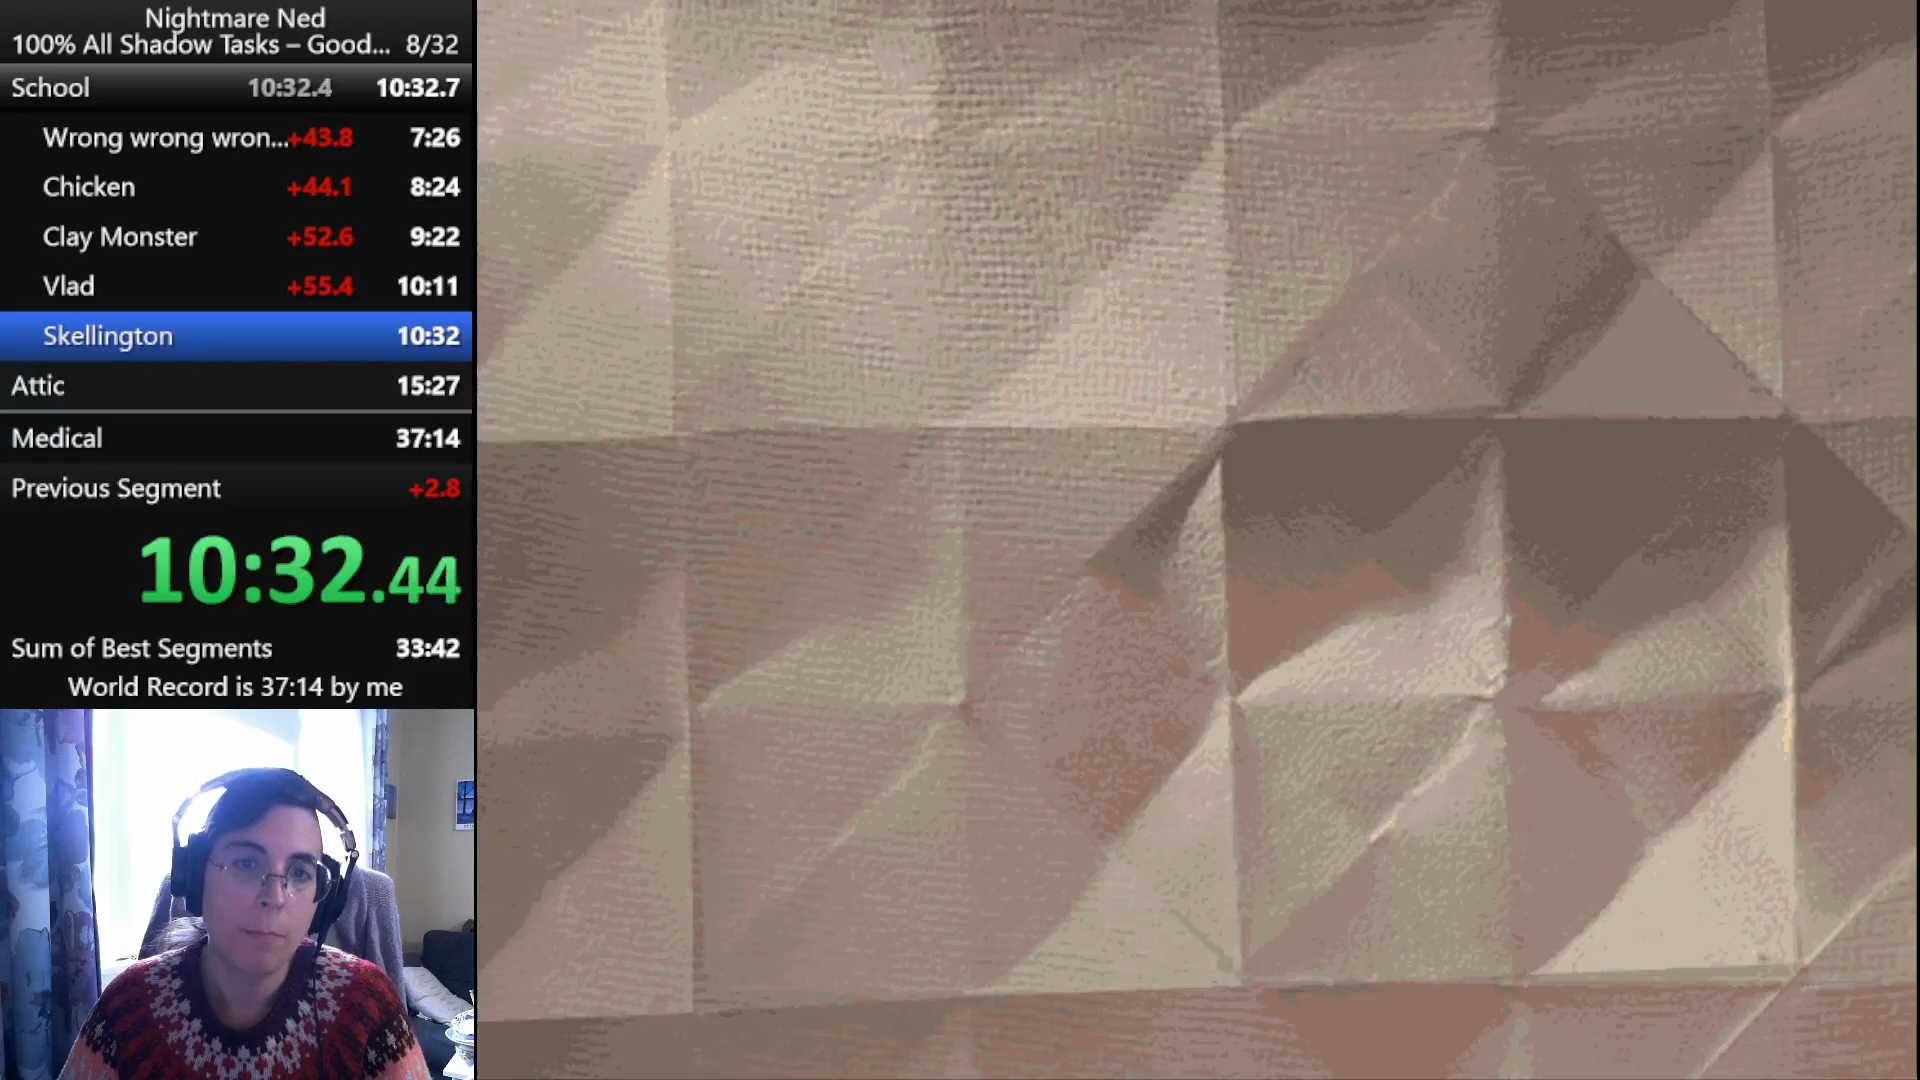 Nightmare Ned
100% All Shadow Tasks – Good... 8/32
School 10:32.4 10:32.7
Wrong wrong wron... +43.8 7:26
Chicken +44.1 8:24
Clay Monster +52.6 9:22
Vlad +55.4 10:11
Skellington 10:32
Attic 15:27
Medical 37:14
Previous Segment +2.8
10:32.44
Sum of Best Segments 33:42
World Record is 37:14 by me